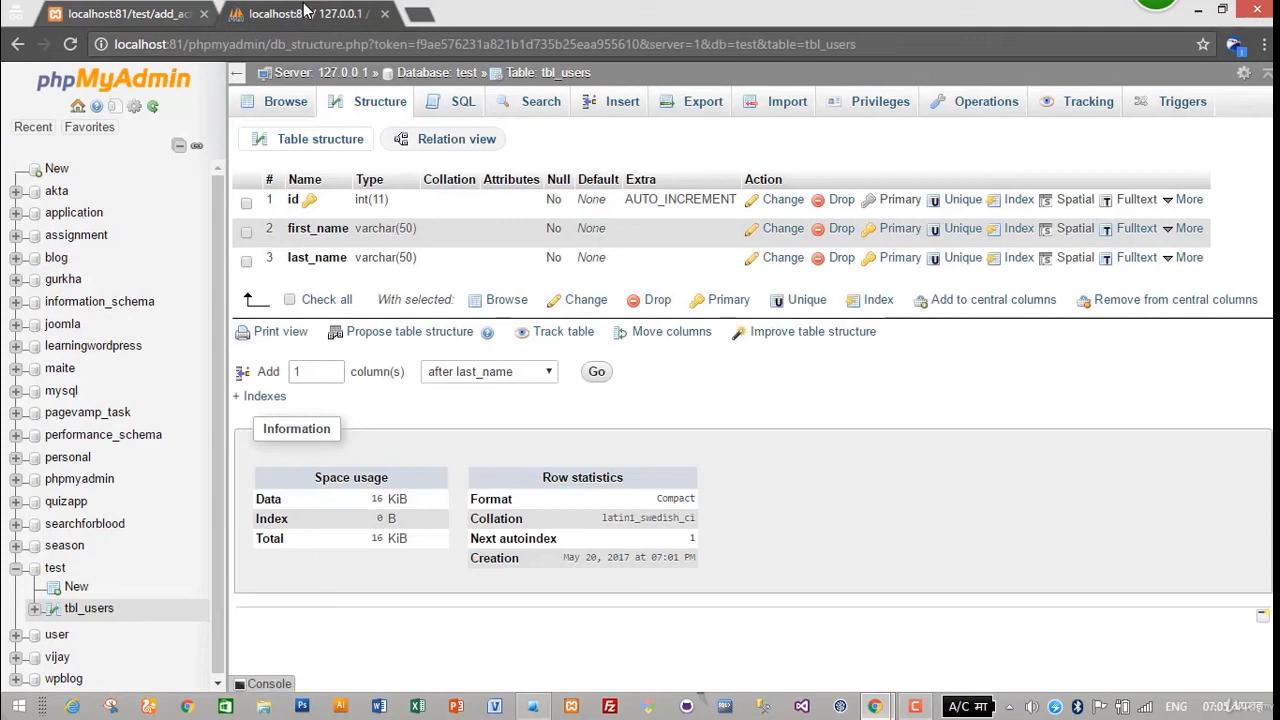 localhost:81/test/add_ac
localhost:8 / 127.0.0.1 /
localhost:81/phpmyadmin/db_structure.php?token=f9ae576231a821b1d735b25eaa955610&server=1&db=test&table=tbl_users
phpMyAdmin
Server: 127.0.0.1 » Database: test » Table: tbl_users
Browse Structure SQL Search Insert Export Import Privileges Operations Tracking Triggers
Recent Favorites
Table structure Relation view
New
akta
application
assignment
blog
gurkha
information_schema
joomla
learningwordpress
maite
mysql
pagevamp_task
performance_schema
personal
phpmyadmin
quizapp
searchforblood
season
test
New
tbl_users
user
vijay
wpblog
# Name Type Collation Attributes Null Default Extra Action
1 id int(11) No None AUTO_INCREMENT Change Drop Primary Unique Index Spatial Fulltext More
2 first_name varchar(50) No None Change Drop Primary Unique Index Spatial Fulltext More
3 last_name varchar(50) No None Change Drop Primary Unique Index Spatial Fulltext More
Check all With selected: Browse Change Drop Primary Unique Index Add to central columns Remove from central columns
Print view Propose table structure Track table Move columns Improve table structure
Add 1 column(s) after last_name Go
+ Indexes
Information
Space usage
Data 16 KiB
Index 0 B
Total 16 KiB
Row statistics
Format Compact
Collation latin1_swedish_ci
Next autoindex 1
Creation May 20, 2017 at 07:01 PM
Console
A/C मा
ENG